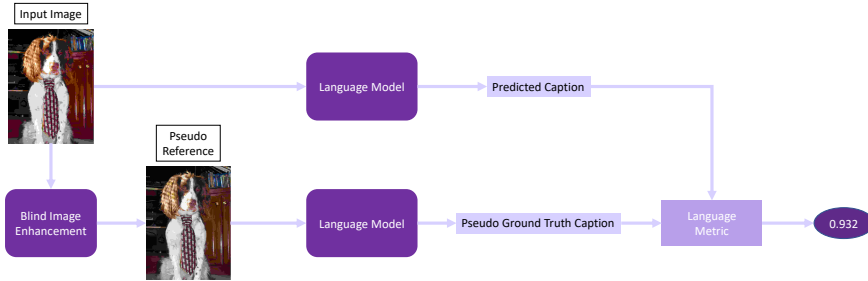 Input Image
Language Model
Predicted Caption
Pseudo
Reference
Blind Image
Enhancement
Language Model
Pseudo Ground Truth Caption
Language
Metric
0.932